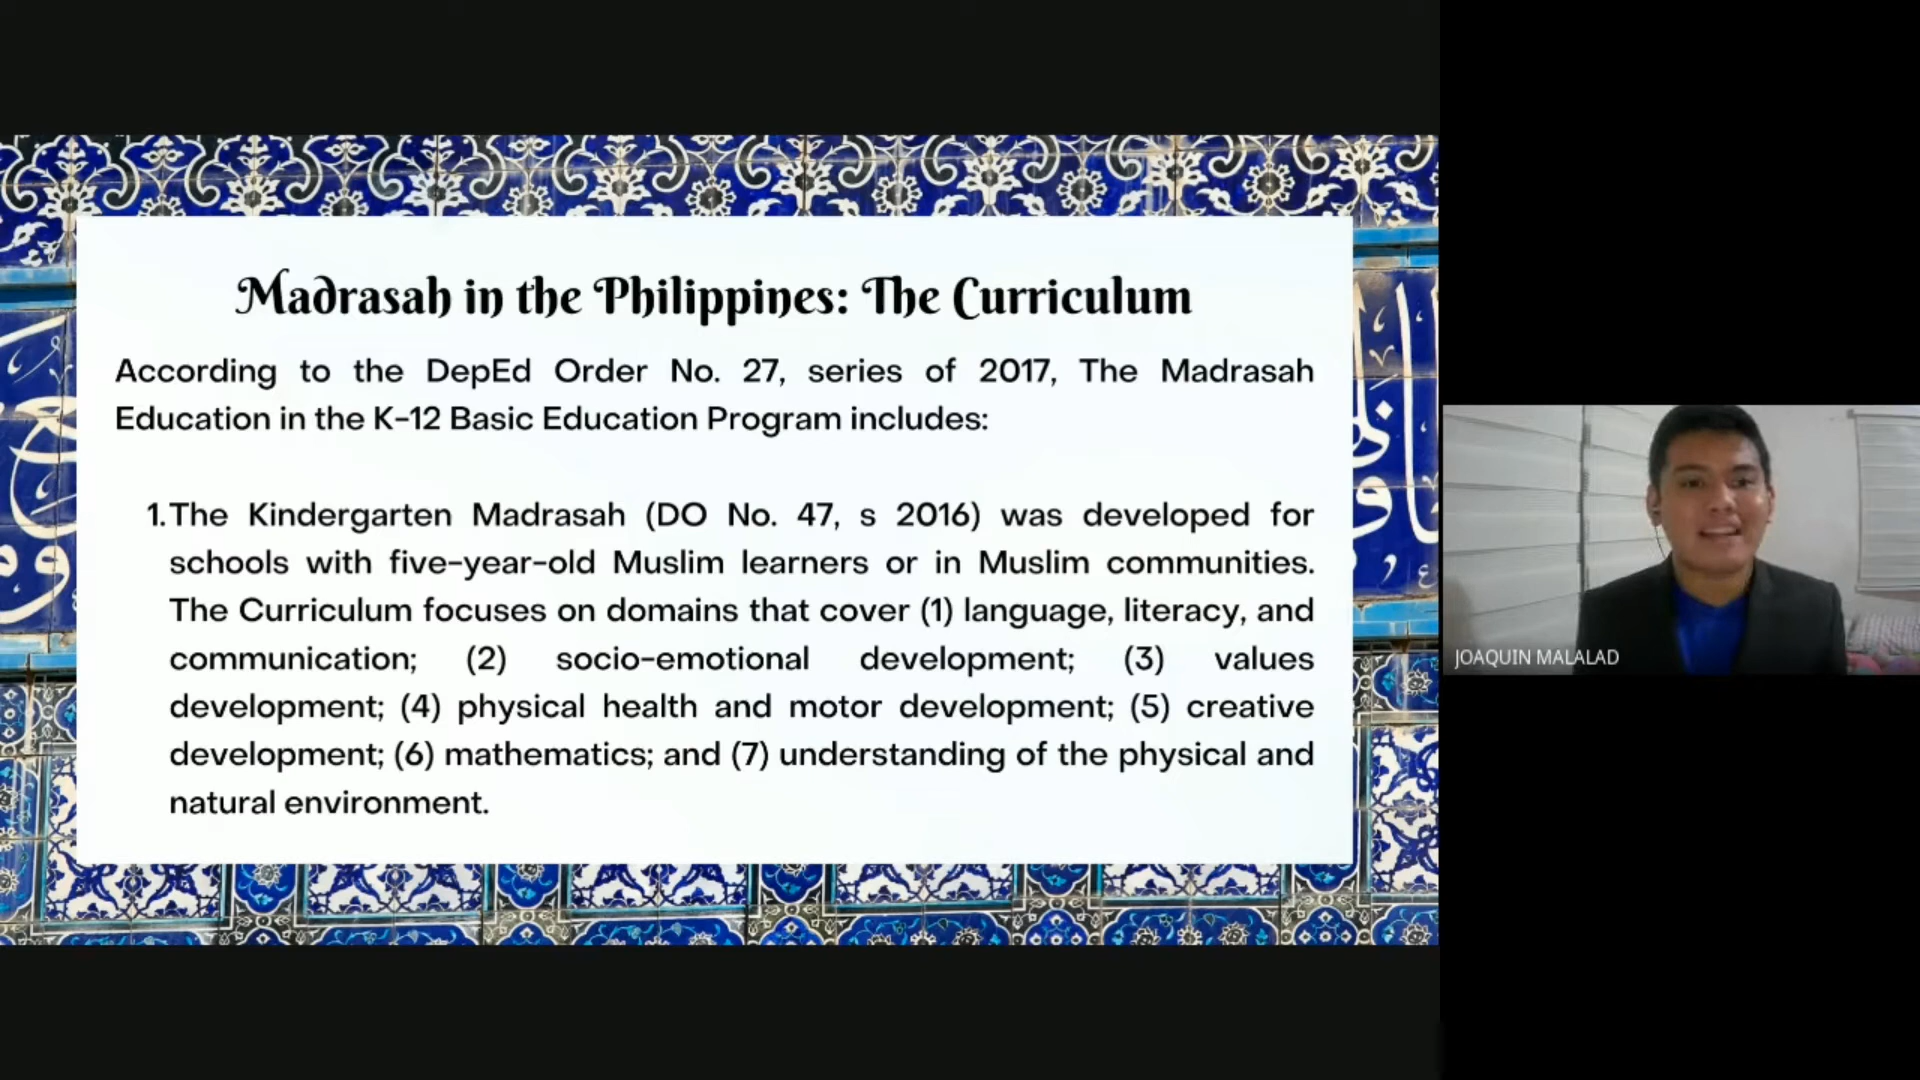 Madrasah in the Philippines: The Curriculum
According to the DepEd Order No. 27, series of 2017, The Madrasah
Education in the K-12 Basic Education Program includes:
1. The Kindergarten Madrasah (DO No. 47, s 2016) was developed for
schools with five-year-old Muslim learners or in Muslim communities.
The Curriculum focuses on domains that cover (1) language, literacy, and
communication; (2) socio-emotional development; (3) values
development; (4) physical health and motor development; (5) creative
development; (6) mathematics; and (7) understanding of the physical and
natural environment.
JOAQUIN MALALAD